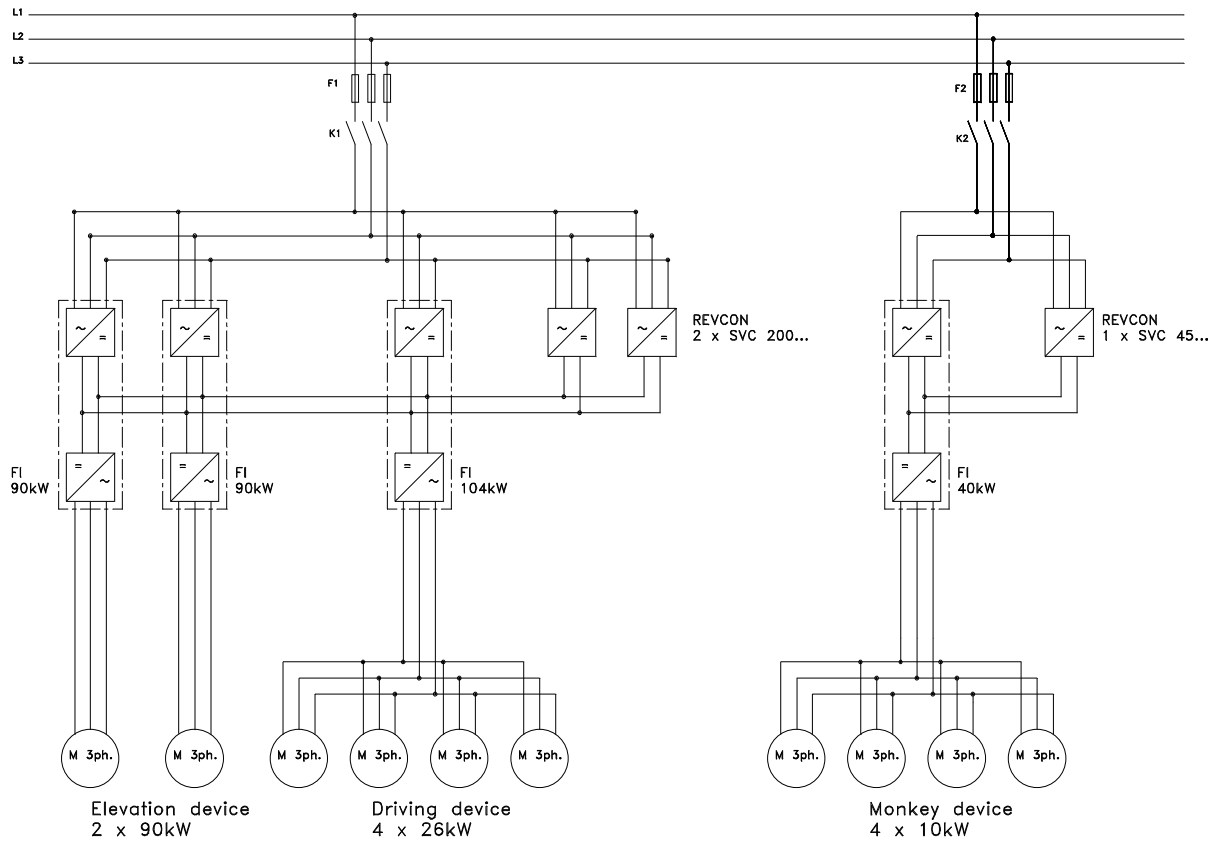 L1
L2
L3
F1
F2
K1
K2
~
=
~
=
~
=
~
=
~
=
REVCON
2 x SVC 200...
~
=
REVCON
1 x SVC 45...
FI
90kW
=
~
=
~
FI
90kW
=
~
FI
104kW
=
~
FI
40kW
M 3ph.
M 3ph.
M 3ph.
M 3ph.
M 3ph.
M 3ph.
M 3ph.
M 3ph.
M 3ph.
M 3ph.
Elevation device
2 x 90kW
Driving device
4 x 26kW
Monkey device
4 x 10kW